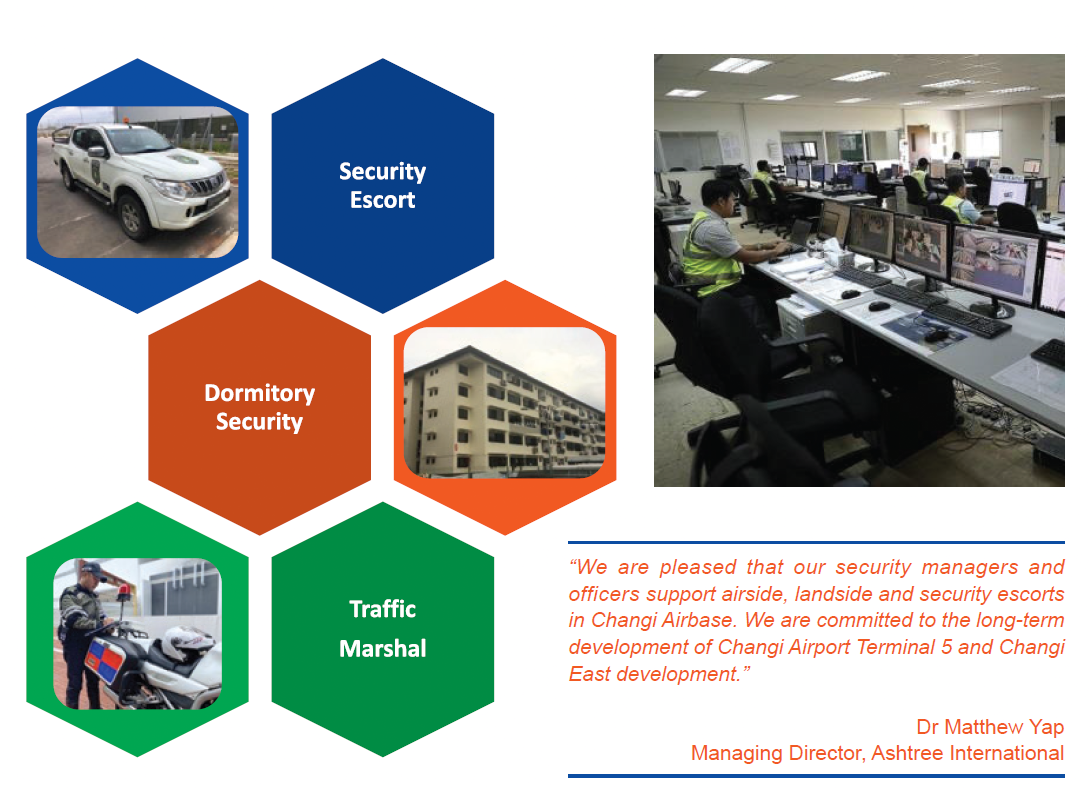 Security
Escort
Dormitory
Security
Traffic
Marshal
“We are pleased that our security managers and
officers support airside, landside and security escorts
in Changi Airbase. We are committed to the long-term
development of Changi Airport Terminal 5 and Changi
East development.”
Dr Matthew Yap
Managing Director, Ashtree International